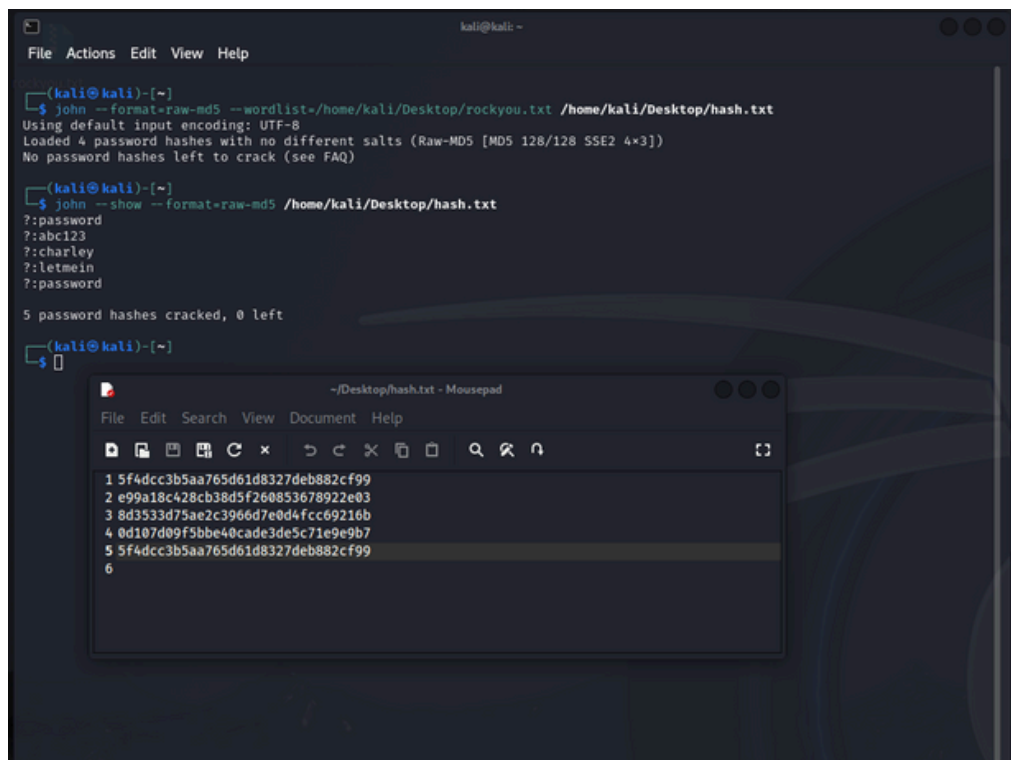 kali@kali: ~
File Actions Edit View Help
┌──(kali㉿kali)-[~]
└─$ john --format=raw-md5 --wordlist=/home/kali/Desktop/rockyou.txt /home/kali/Desktop/hash.txt
Using default input encoding: UTF-8
Loaded 4 password hashes with no different salts (Raw-MD5 [MD5 128/128 SSE2 4×3])
No password hashes left to crack (see FAQ)
┌──(kali㉿kali)-[~]
└─$ john --show --format=raw-md5 /home/kali/Desktop/hash.txt
?:password
?:abc123
?:charley
?:letmein
?:password
5 password hashes cracked, 0 left
┌──(kali㉿kali)-[~]
└─$
~/Desktop/hash.txt - Mousepad
File Edit Search View Document Help
1 5f4dcc3b5aa765d61d8327deb882cf99
2 e99a18c428cb38d5f260853678922e03
3 8d3533d75ae2c3966d7e0d4fcc69216b
4 0d107d09f5bbe40cade3de5c71e9e9b7
5 5f4dcc3b5aa765d61d8327deb882cf99
6